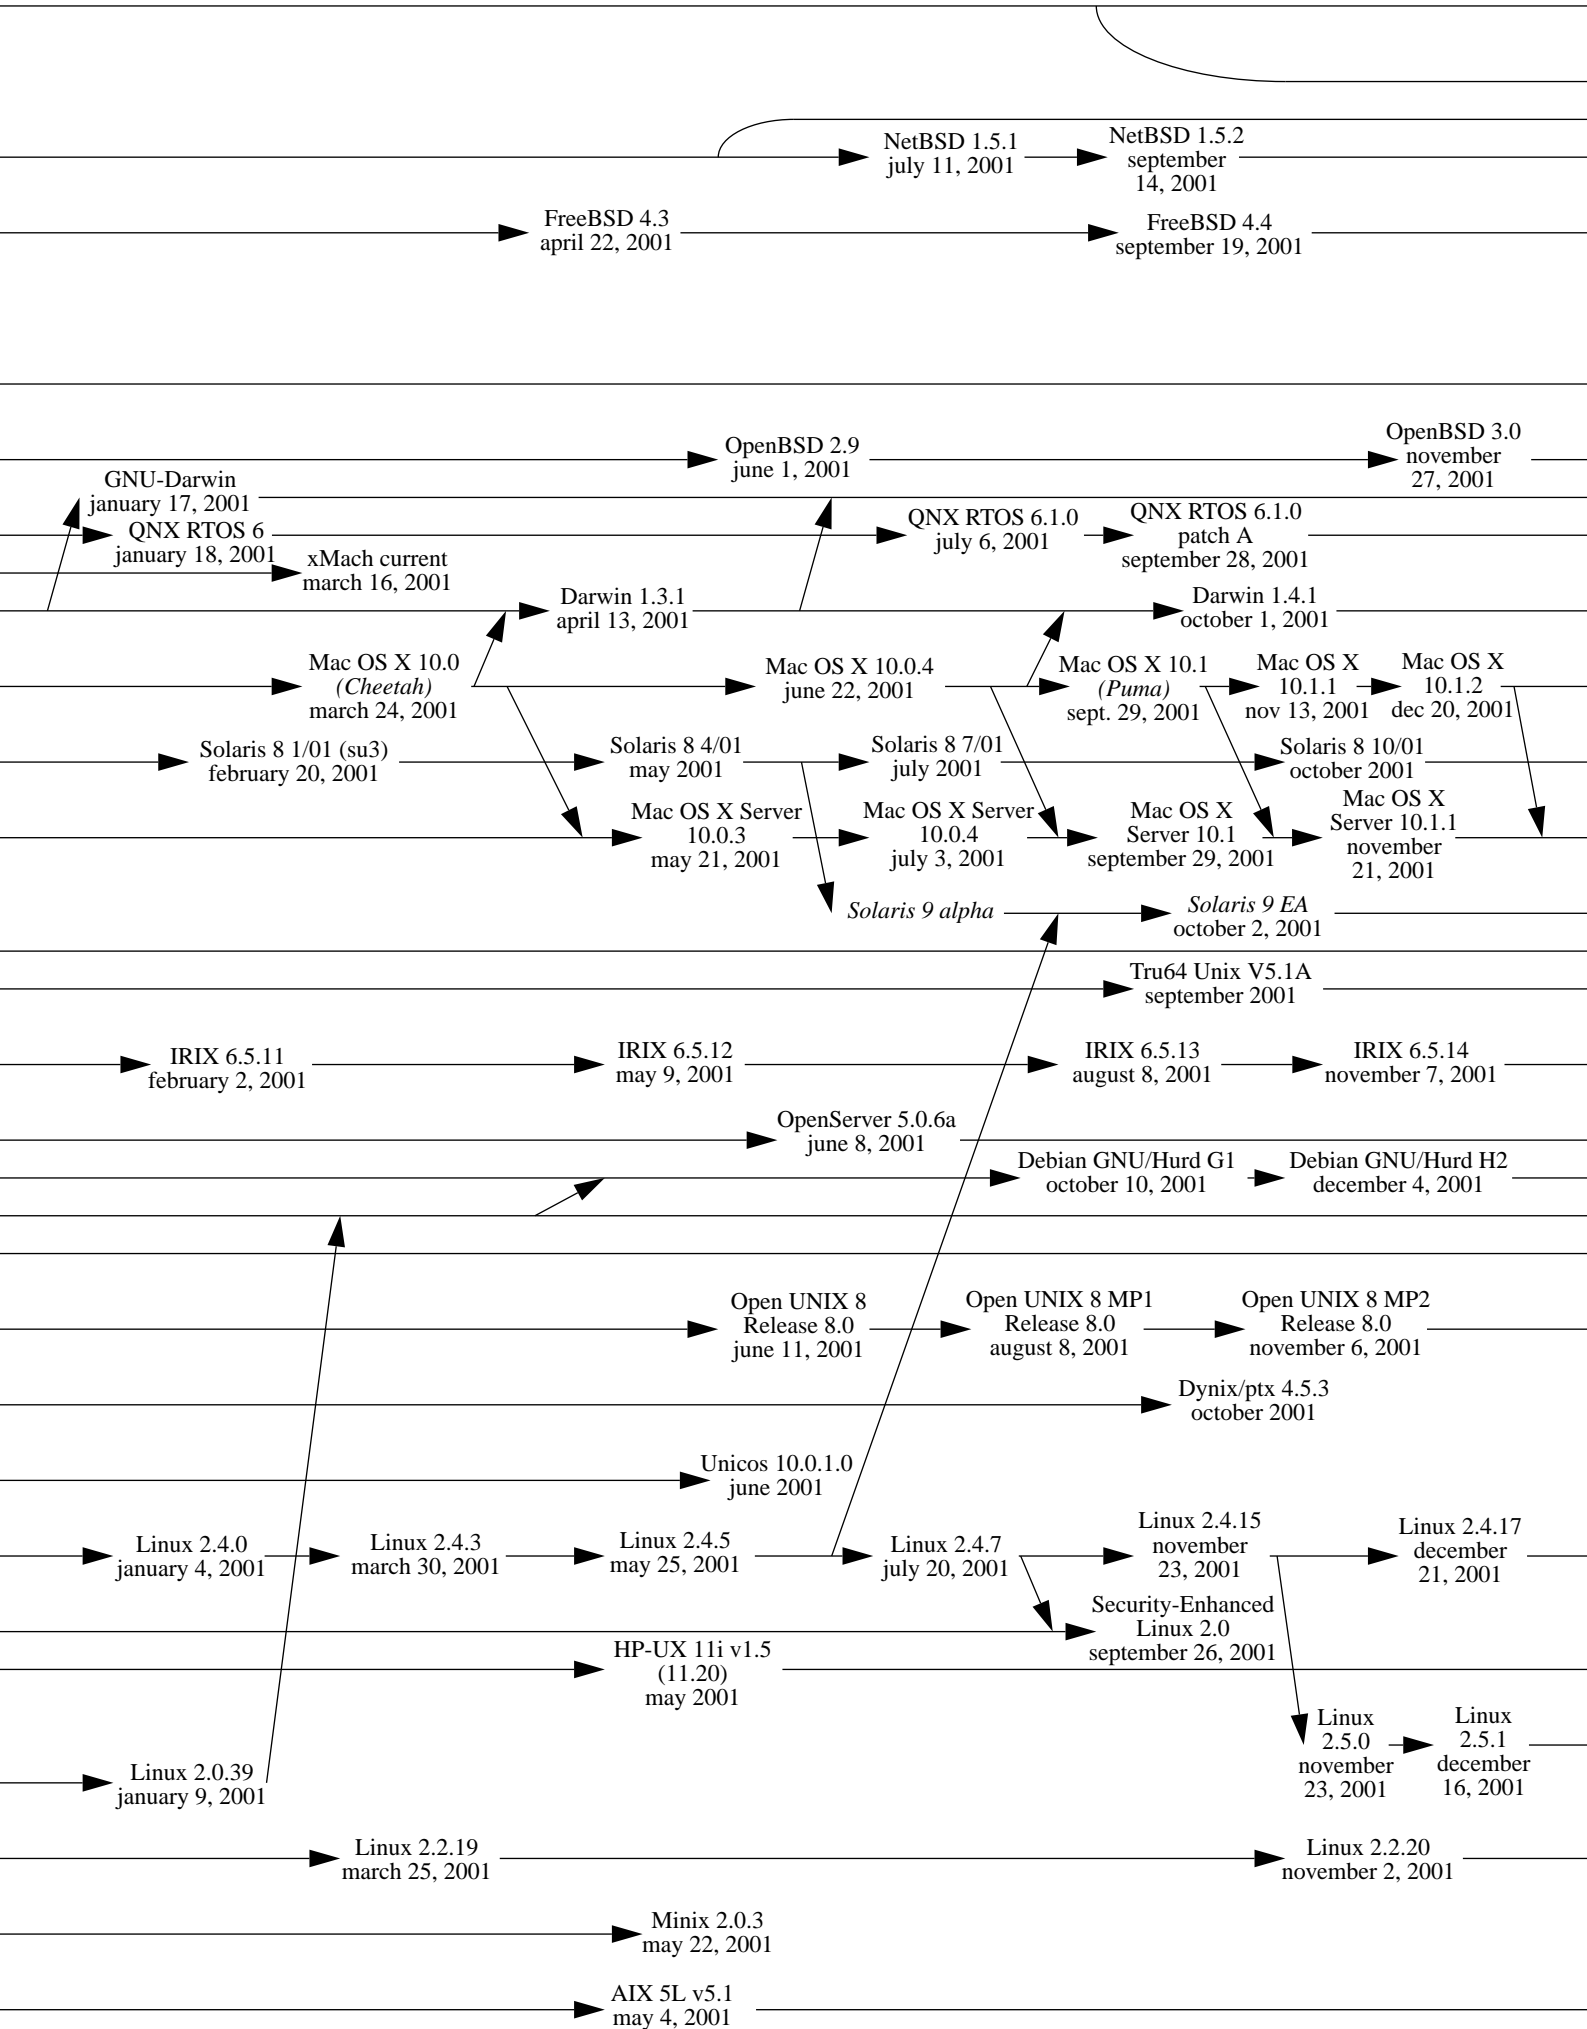 NetBSD 1.5.1
july 11, 2001
NetBSD 1.5.2
september
14, 2001
FreeBSD 4.3
april 22, 2001
FreeBSD 4.4
september 19, 2001
OpenBSD 2.9
june 1, 2001
OpenBSD 3.0
november
27, 2001
GNU-Darwin
january 17, 2001
QNX RTOS 6
january 18, 2001
QNX RTOS 6.1.0
july 6, 2001
QNX RTOS 6.1.0
patch A
september 28, 2001
xMach current
march 16, 2001
Darwin 1.3.1
april 13, 2001
Darwin 1.4.1
october 1, 2001
Mac OS X 10.0
(Cheetah)
march 24, 2001
Mac OS X 10.0.4
june 22, 2001
Mac OS X 10.1
(Puma)
sept. 29, 2001
Mac OS X
10.1.1
nov 13, 2001
Mac OS X
10.1.2
dec 20, 2001
Solaris 8 1/01 (su3)
february 20, 2001
Solaris 8 4/01
may 2001
Solaris 8 7/01
july 2001
Solaris 8 10/01
october 2001
Mac OS X Server
10.0.3
may 21, 2001
Mac OS X Server
10.0.4
july 3, 2001
Mac OS X
Server 10.1
september 29, 2001
Mac OS X
Server 10.1.1
november
21, 2001
Solaris 9 alpha
Solaris 9 EA
october 2, 2001
Tru64 Unix V5.1A
september 2001
IRIX 6.5.11
february 2, 2001
IRIX 6.5.12
may 9, 2001
IRIX 6.5.13
august 8, 2001
IRIX 6.5.14
november 7, 2001
OpenServer 5.0.6a
june 8, 2001
Debian GNU/Hurd G1
october 10, 2001
Debian GNU/Hurd H2
december 4, 2001
Open UNIX 8
Release 8.0
june 11, 2001
Open UNIX 8 MP1
Release 8.0
august 8, 2001
Open UNIX 8 MP2
Release 8.0
november 6, 2001
Dynix/ptx 4.5.3
october 2001
Unicos 10.0.1.0
june 2001
Linux 2.4.0
january 4, 2001
Linux 2.4.3
march 30, 2001
Linux 2.4.5
may 25, 2001
Linux 2.4.7
july 20, 2001
Linux 2.4.15
november
23, 2001
Linux 2.4.17
december
21, 2001
Security-Enhanced
Linux 2.0
september 26, 2001
HP-UX 11i v1.5
(11.20)
may 2001
Linux
2.5.0
november
23, 2001
Linux
2.5.1
december
16, 2001
Linux 2.0.39
january 9, 2001
Linux 2.2.19
march 25, 2001
Linux 2.2.20
november 2, 2001
Minix 2.0.3
may 22, 2001
AIX 5L v5.1
may 4, 2001